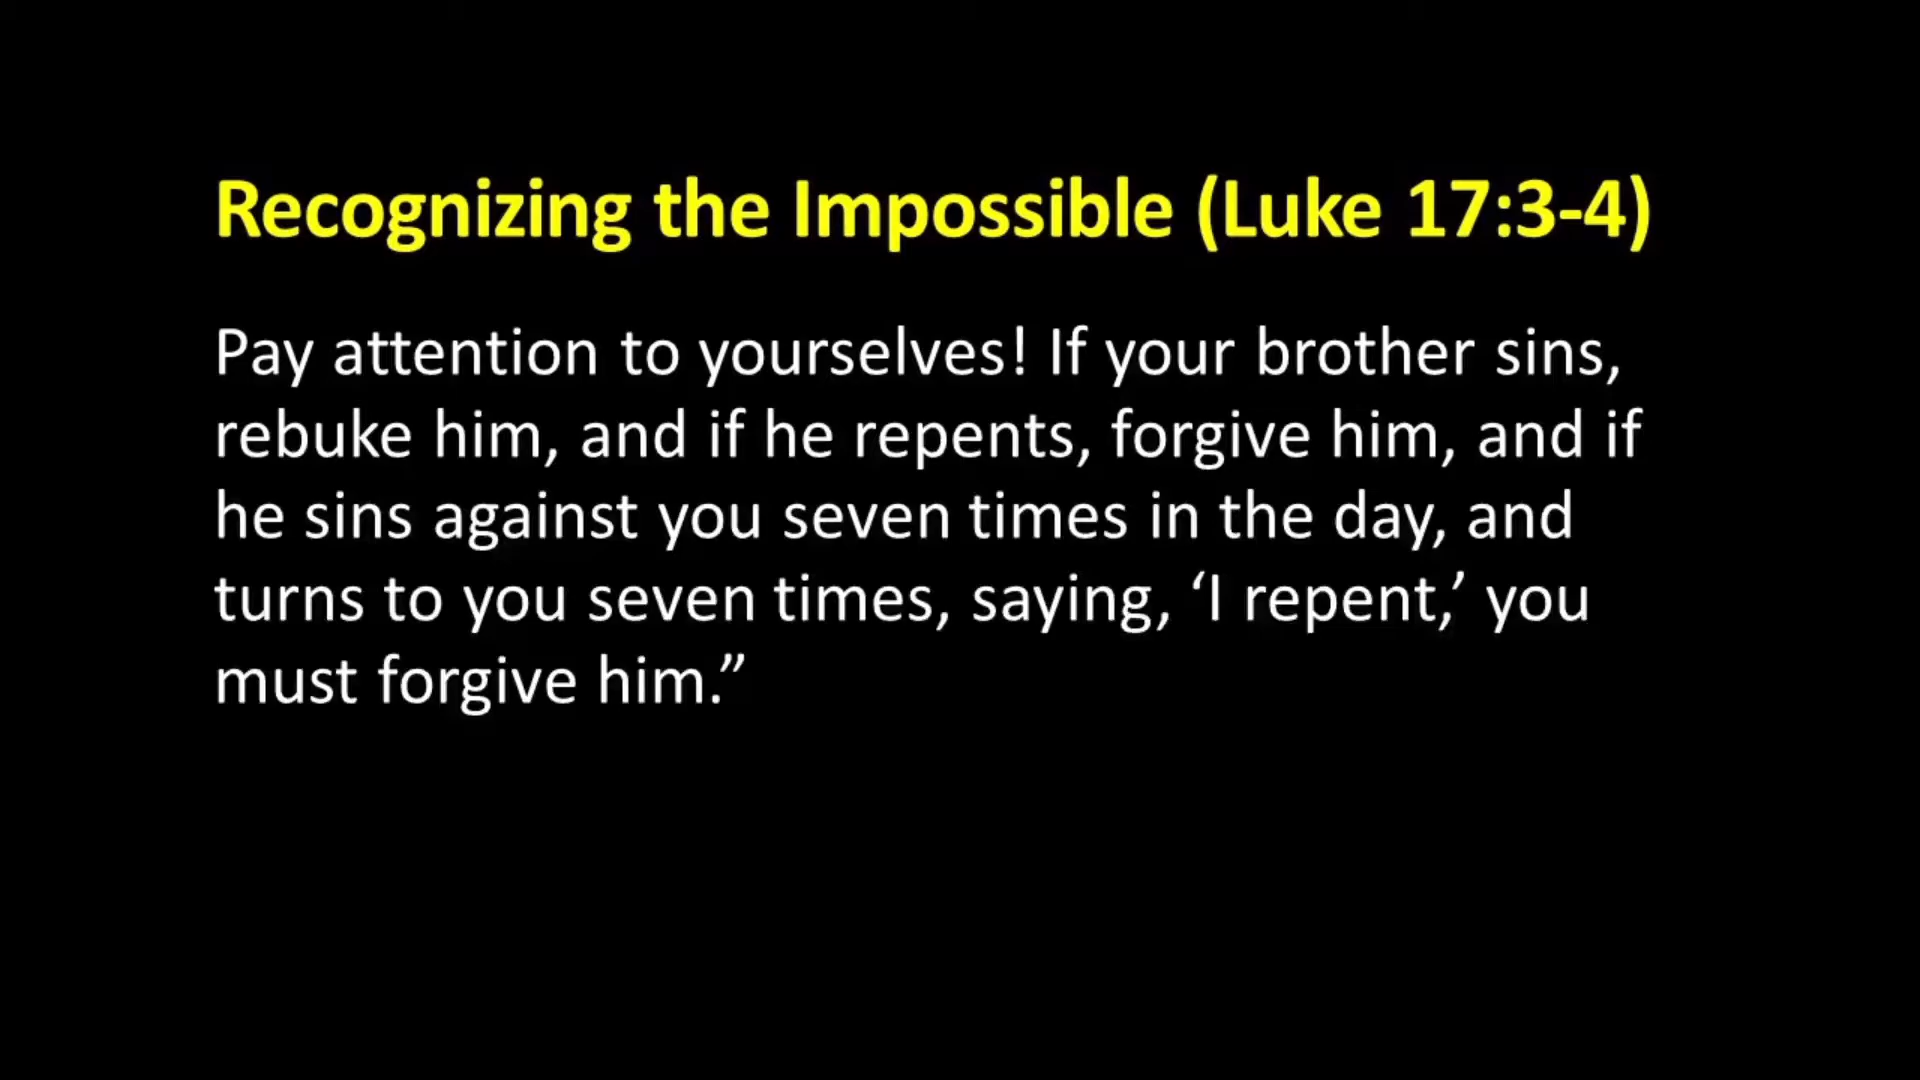 Recognizing the Impossible (Luke 17:3-4)
Pay attention to yourselves! If your brother sins,
rebuke him, and if he repents, forgive him, and if
he sins against you seven times in the day, and
turns to you seven times, saying, ‘I repent,’ you
must forgive him.”